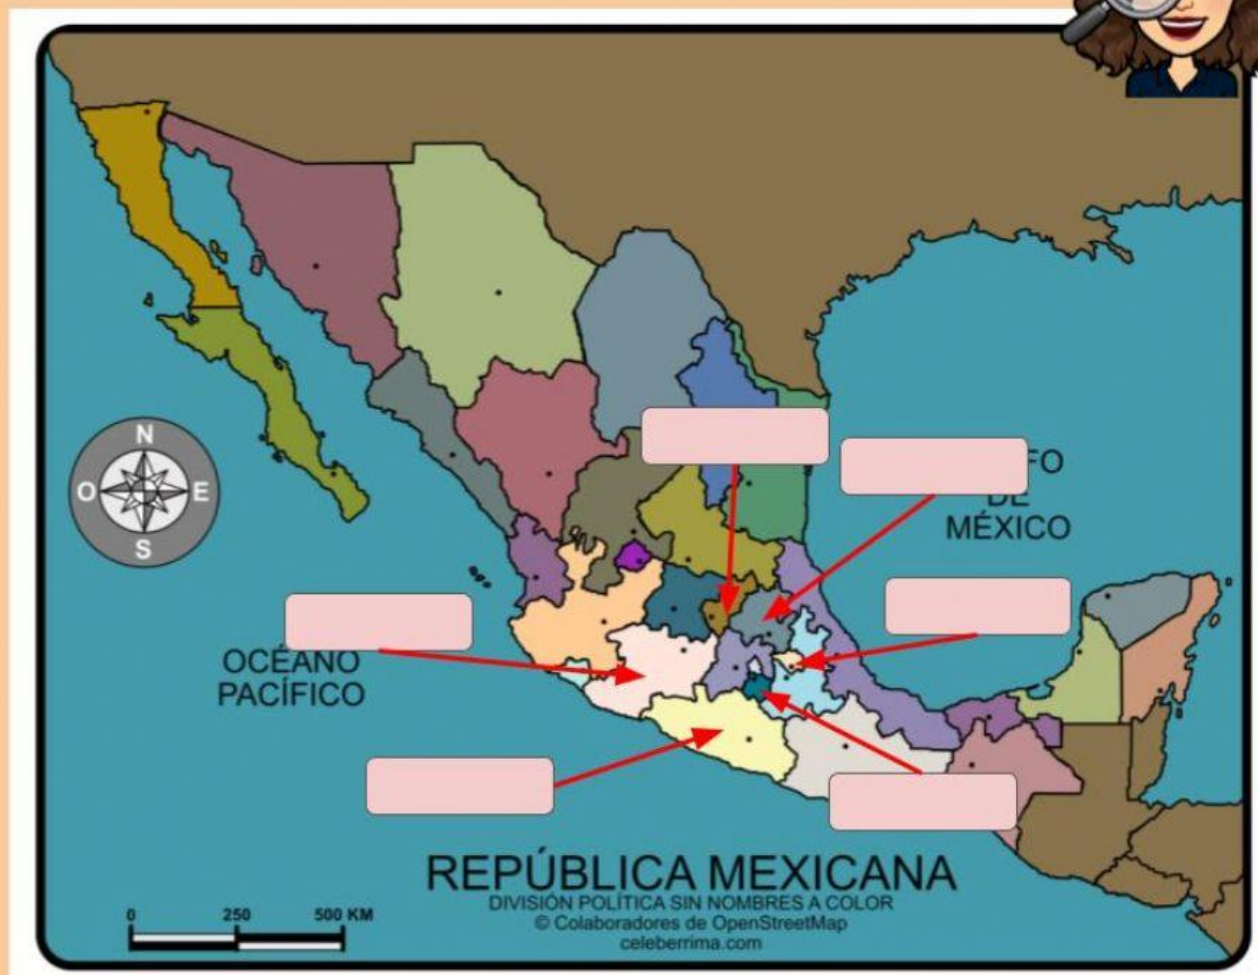 N
O
E
S
FO
DE
MÉXICO
OCÉANO
PACÍFICO
REPÚBLICA MEXICANA
DIVISIÓN POLÍTICA SIN NOMBRES A COLOR
© Colaboradores de OpenStreetMap
celeberrima.com
0 250 500 KM